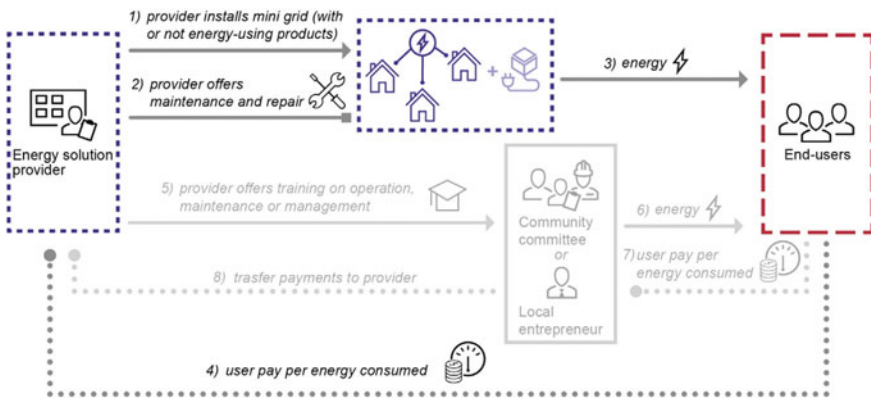 1) provider installs mini grid (with
or not energy-using products)
2) provider offers
maintenance and repair
3) energy
Energy solution
provider
End-users
5) provider offers training on operation,
maintenance or management
Community
committee
or
Local
entrepreneur
6) energy
7) user pay per
energy consumed
8) trasfer payments to provider
4) user pay per energy consumed